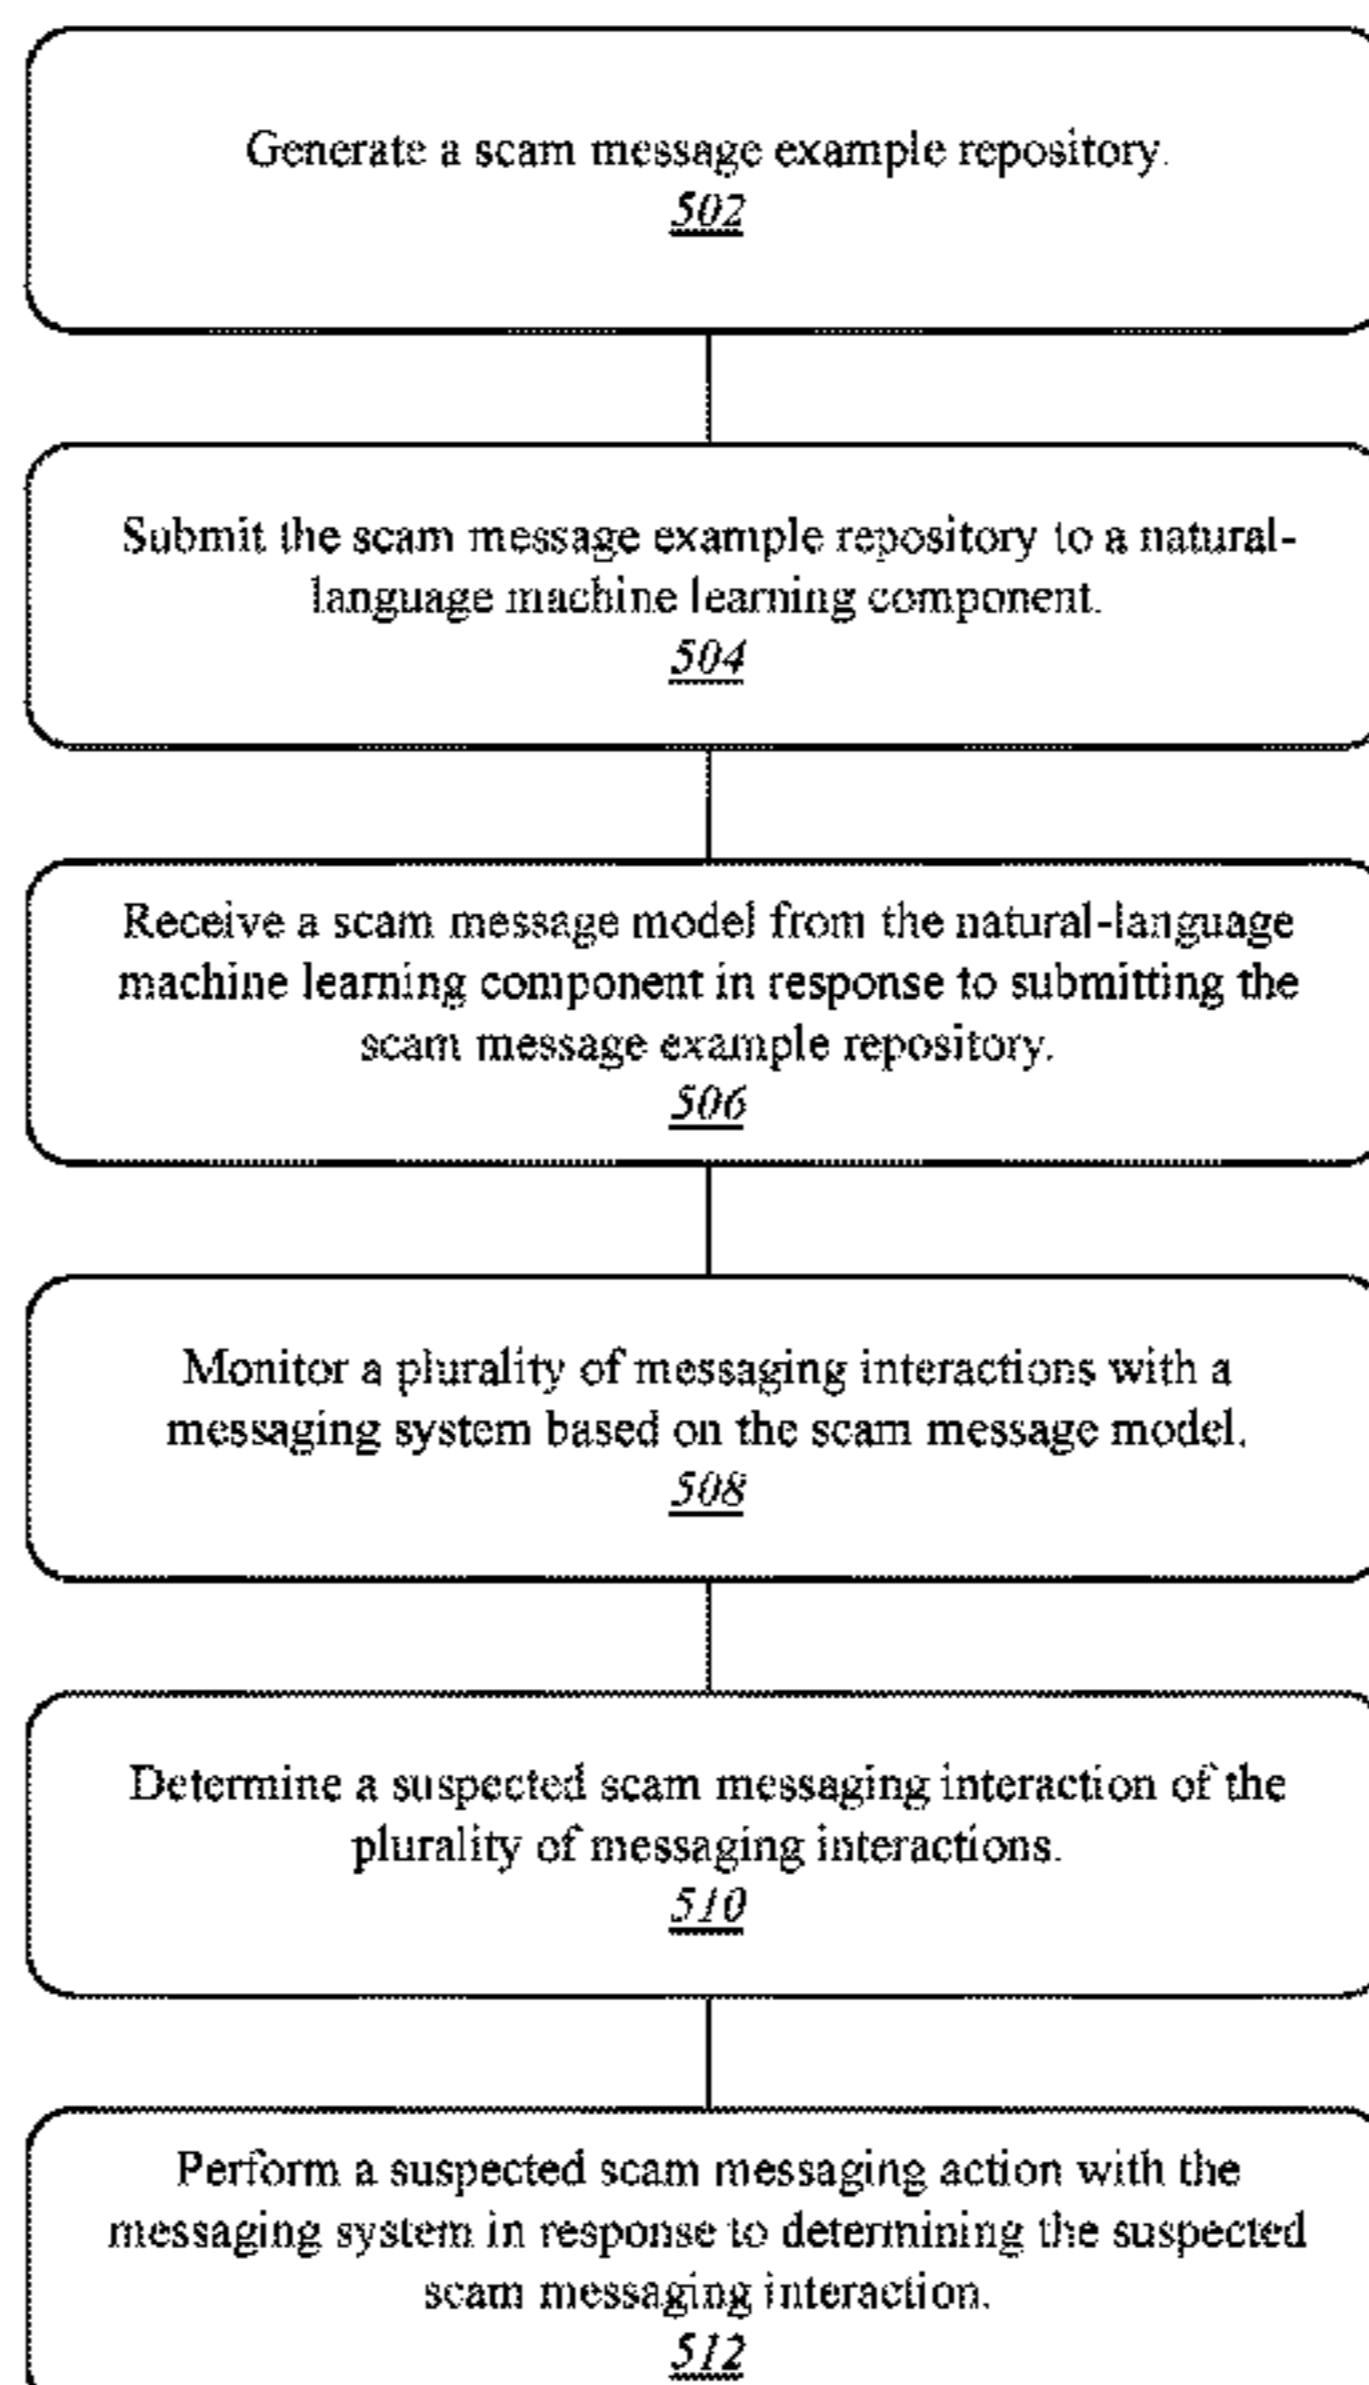 Generate a scam message example repository.
502
Submit the scam message example repository to a natural-
language machine learning component.
504
Receive a scam message model from the natural-language
machine learning component in response to submitting the
scam message example repository.
506
Monitor a plurality of messaging interactions with a
messaging system based on the scam message model.
508
Determine a suspected scam messaging interaction of the
plurality of messaging interactions.
510
Perform a suspected scam messaging action with the
messaging system in response to determining the suspected
scam messaging interaction.
512